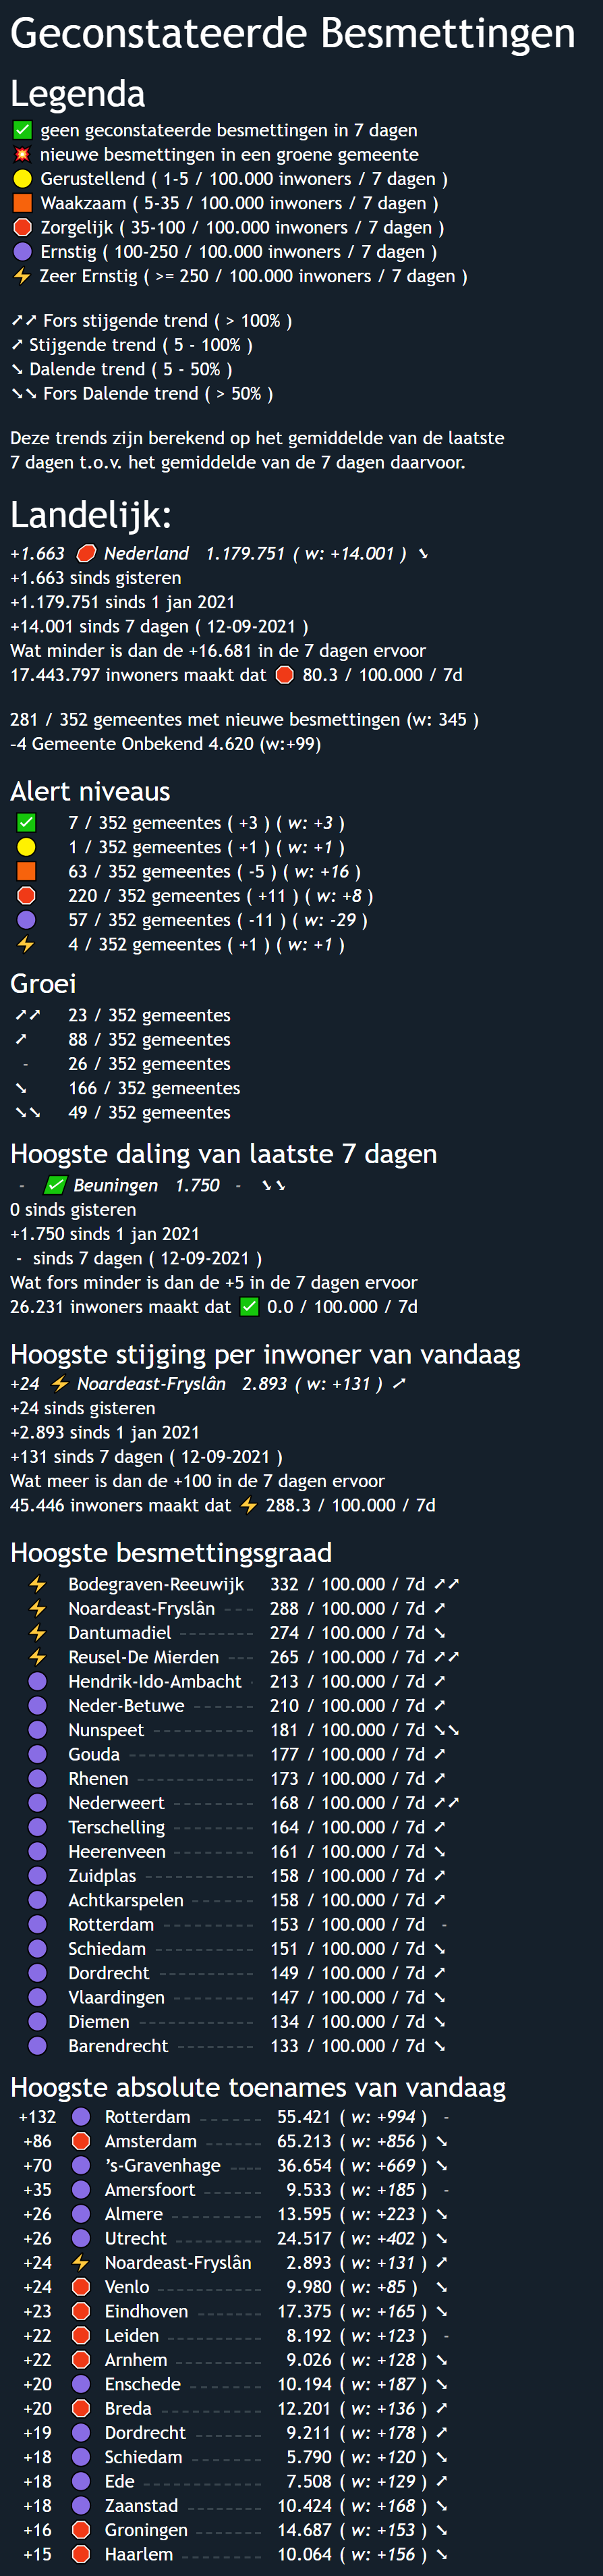 Geconstateerde Besmettingen
Legenda
✅ geen geconstateerde besmettingen in 7 dagen
💥 nieuwe besmettingen in een groene gemeente
🟡 Gerustellend ( 1-5 / 100.000 inwoners / 7 dagen )
🟧 Waakzaam ( 5-35 / 100.000 inwoners / 7 dagen )
🛑 Zorgelijk ( 35-100 / 100.000 inwoners / 7 dagen )
🟣 Ernstig ( 100-250 / 100.000 inwoners / 7 dagen )
⚡ Zeer Ernstig ( >= 250 / 100.000 inwoners / 7 dagen )
➚➚ Fors stijgende trend ( > 100% )
➚ Stijgende trend ( 5 - 100% )
➘ Dalende trend ( 5 - 50% )
➘➘ Fors Dalende trend ( > 50% )
Deze trends zijn berekend op het gemiddelde van de laatste
7 dagen t.o.v. het gemiddelde van de 7 dagen daarvoor.
Landelijk:
+1.663 🛑 Nederland 1.179.751 ( w: +14.001 ) ➘
+1.663 sinds gisteren
+1.179.751 sinds 1 jan 2021
+14.001 sinds 7 dagen ( 12-09-2021 )
Wat minder is dan de +16.681 in de 7 dagen ervoor
17.443.797 inwoners maakt dat 🛑 80.3 / 100.000 / 7d
281 / 352 gemeentes met nieuwe besmettingen (w: 345 )
-4 Gemeente Onbekend 4.620 (w:+99)
Alert niveaus
✅ 7 / 352 gemeentes ( +3 ) ( w: +3 )
🟡 1 / 352 gemeentes ( +1 ) ( w: +1 )
🟧 63 / 352 gemeentes ( -5 ) ( w: +16 )
🛑 220 / 352 gemeentes ( +11 ) ( w: +8 )
🟣 57 / 352 gemeentes ( -11 ) ( w: -29 )
⚡ 4 / 352 gemeentes ( +1 ) ( w: +1 )
Groei
➚➚ 23 / 352 gemeentes
➚ 88 / 352 gemeentes
- 26 / 352 gemeentes
➘ 166 / 352 gemeentes
➘➘ 49 / 352 gemeentes
Hoogste daling van laatste 7 dagen
- ✅ Beuningen 1.750 - ➘➘
0 sinds gisteren
+1.750 sinds 1 jan 2021
- sinds 7 dagen ( 12-09-2021 )
Wat fors minder is dan de +5 in de 7 dagen ervoor
26.231 inwoners maakt dat ✅ 0.0 / 100.000 / 7d
Hoogste stijging per inwoner van vandaag
+24 ⚡ Noardeast-Fryslân 2.893 ( w: +131 ) ➚
+24 sinds gisteren
+2.893 sinds 1 jan 2021
+131 sinds 7 dagen ( 12-09-2021 )
Wat meer is dan de +100 in de 7 dagen ervoor
45.446 inwoners maakt dat ⚡ 288.3 / 100.000 / 7d
Hoogste besmettingsgraad
⚡ Bodegraven-Reeuwijk 332 / 100.000 / 7d ➚➚
⚡ Noardeast-Fryslân --- 288 / 100.000 / 7d ➚
⚡ Dantumadiel -------- 274 / 100.000 / 7d ➘
⚡ Reusel-De Mierden --- 265 / 100.000 / 7d ➚➚
🟣 Hendrik-Ido-Ambacht - 213 / 100.000 / 7d ➚
🟣 Neder-Betuwe ------ 210 / 100.000 / 7d ➚
🟣 Nunspeet ---------- 181 / 100.000 / 7d ➘➘
🟣 Gouda ------------ 177 / 100.000 / 7d ➚
🟣 Rhenen ----------- 173 / 100.000 / 7d ➚
🟣 Nederweert -------- 168 / 100.000 / 7d ➚➚
🟣 Terschelling -------- 164 / 100.000 / 7d ➚
🟣 Heerenveen -------- 161 / 100.000 / 7d ➘
🟣 Zuidplas ----------- 158 / 100.000 / 7d ➚
🟣 Achtkarspelen ------ 158 / 100.000 / 7d ➚
🟣 Rotterdam --------- 153 / 100.000 / 7d -
🟣 Schiedam ---------- 151 / 100.000 / 7d ➘
🟣 Dordrecht --------- 149 / 100.000 / 7d ➚
🟣 Vlaardingen -------- 147 / 100.000 / 7d ➘
🟣 Diemen ----------- 134 / 100.000 / 7d ➘
🟣 Barendrecht -------- 133 / 100.000 / 7d ➘
Hoogste absolute toenames van vandaag
+132 🟣 Rotterdam ------ 55.421 ( w: +994 ) -
+86 🛑 Amsterdam ------ 65.213 ( w: +856 ) ➘
+70 🟣 's-Gravenhage ---- 36.654 ( w: +669 ) ➘
+35 🟣 Amersfoort ------ 9.533 ( w: +185 ) -
+26 🟣 Almere --------- 13.595 ( w: +223 ) ➘
+26 🟣 Utrecht --------- 24.517 ( w: +402 ) ➘
+24 ⚡ Noardeast-Fryslân 2.893 ( w: +131 ) ➚
+24 🛑 Venlo ----------- 9.980 ( w: +85 ) ➘
+23 🛑 Eindhoven ------- 17.375 ( w: +165 ) ➘
+22 🛑 Leiden ---------- 8.192 ( w: +123 ) -
+22 🛑 Arnhem --------- 9.026 ( w: +128 ) ➘
+20 🟣 Enschede -------- 10.194 ( w: +187 ) ➘
+20 🛑 Breda ----------- 12.201 ( w: +136 ) ➚
+19 🟣 Dordrecht ------- 9.211 ( w: +178 ) ➚
+18 🟣 Schiedam -------- 5.790 ( w: +120 ) ➘
+18 🟣 Ede ------------- 7.508 ( w: +129 ) ➚
+18 🟣 Zaanstad -------- 10.424 ( w: +168 ) ➘
+16 🛑 Groningen ------- 14.687 ( w: +153 ) ➘
+15 🛑 Haarlem --------- 10.064 ( w: +156 ) ➘